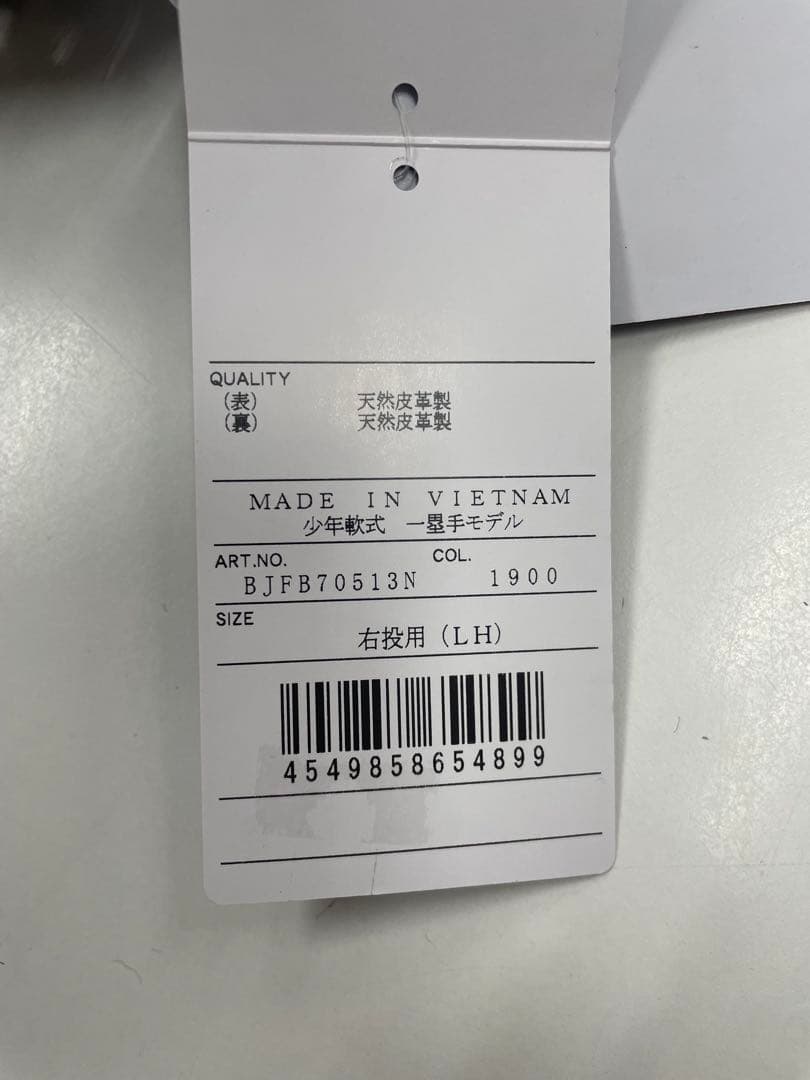 QUALITY
(表) 天然皮革製
(裏) 天然皮革製
MADE IN VIETNAM
少年軟式 一塁手モデル
ART.NO. COL.
BJFB70513N 1900
SIZE
右投用(LH)
4549858654899